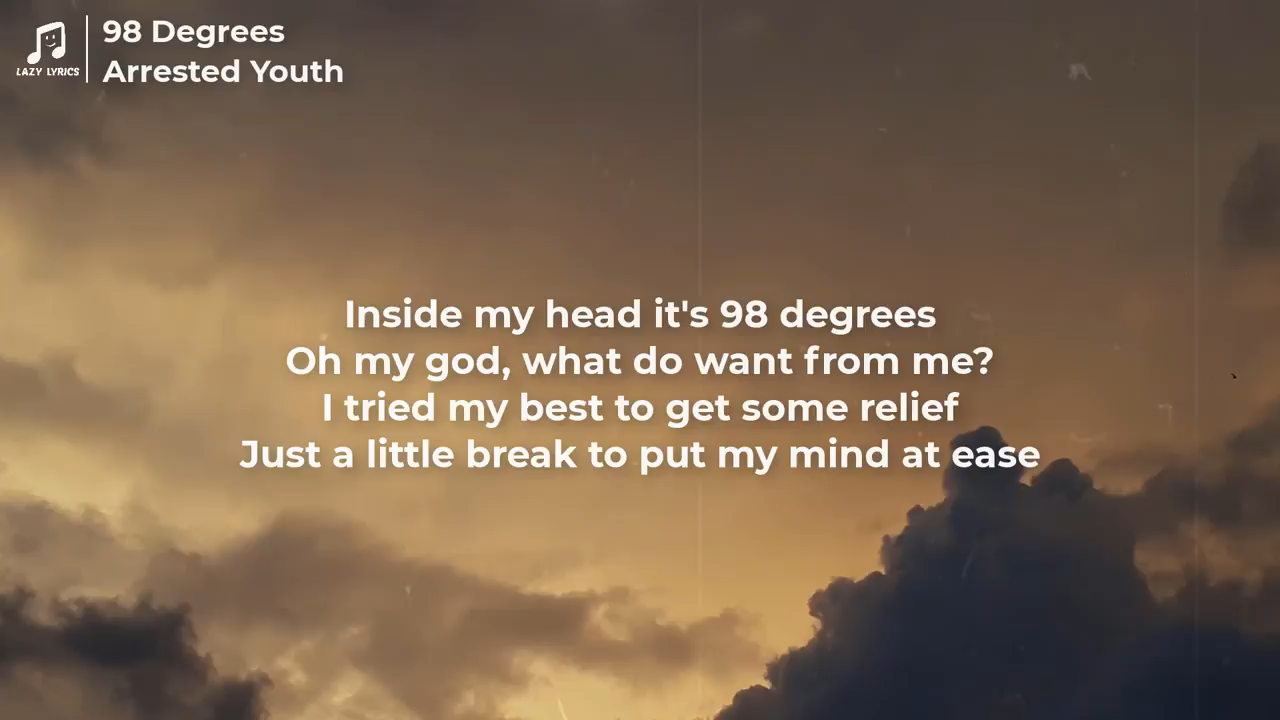 LAZY LYRICS
98 Degrees
Arrested Youth
Inside my head it's 98 degrees
Oh my god, what do want from me?
I tried my best to get some relief
Just a little break to put my mind at ease